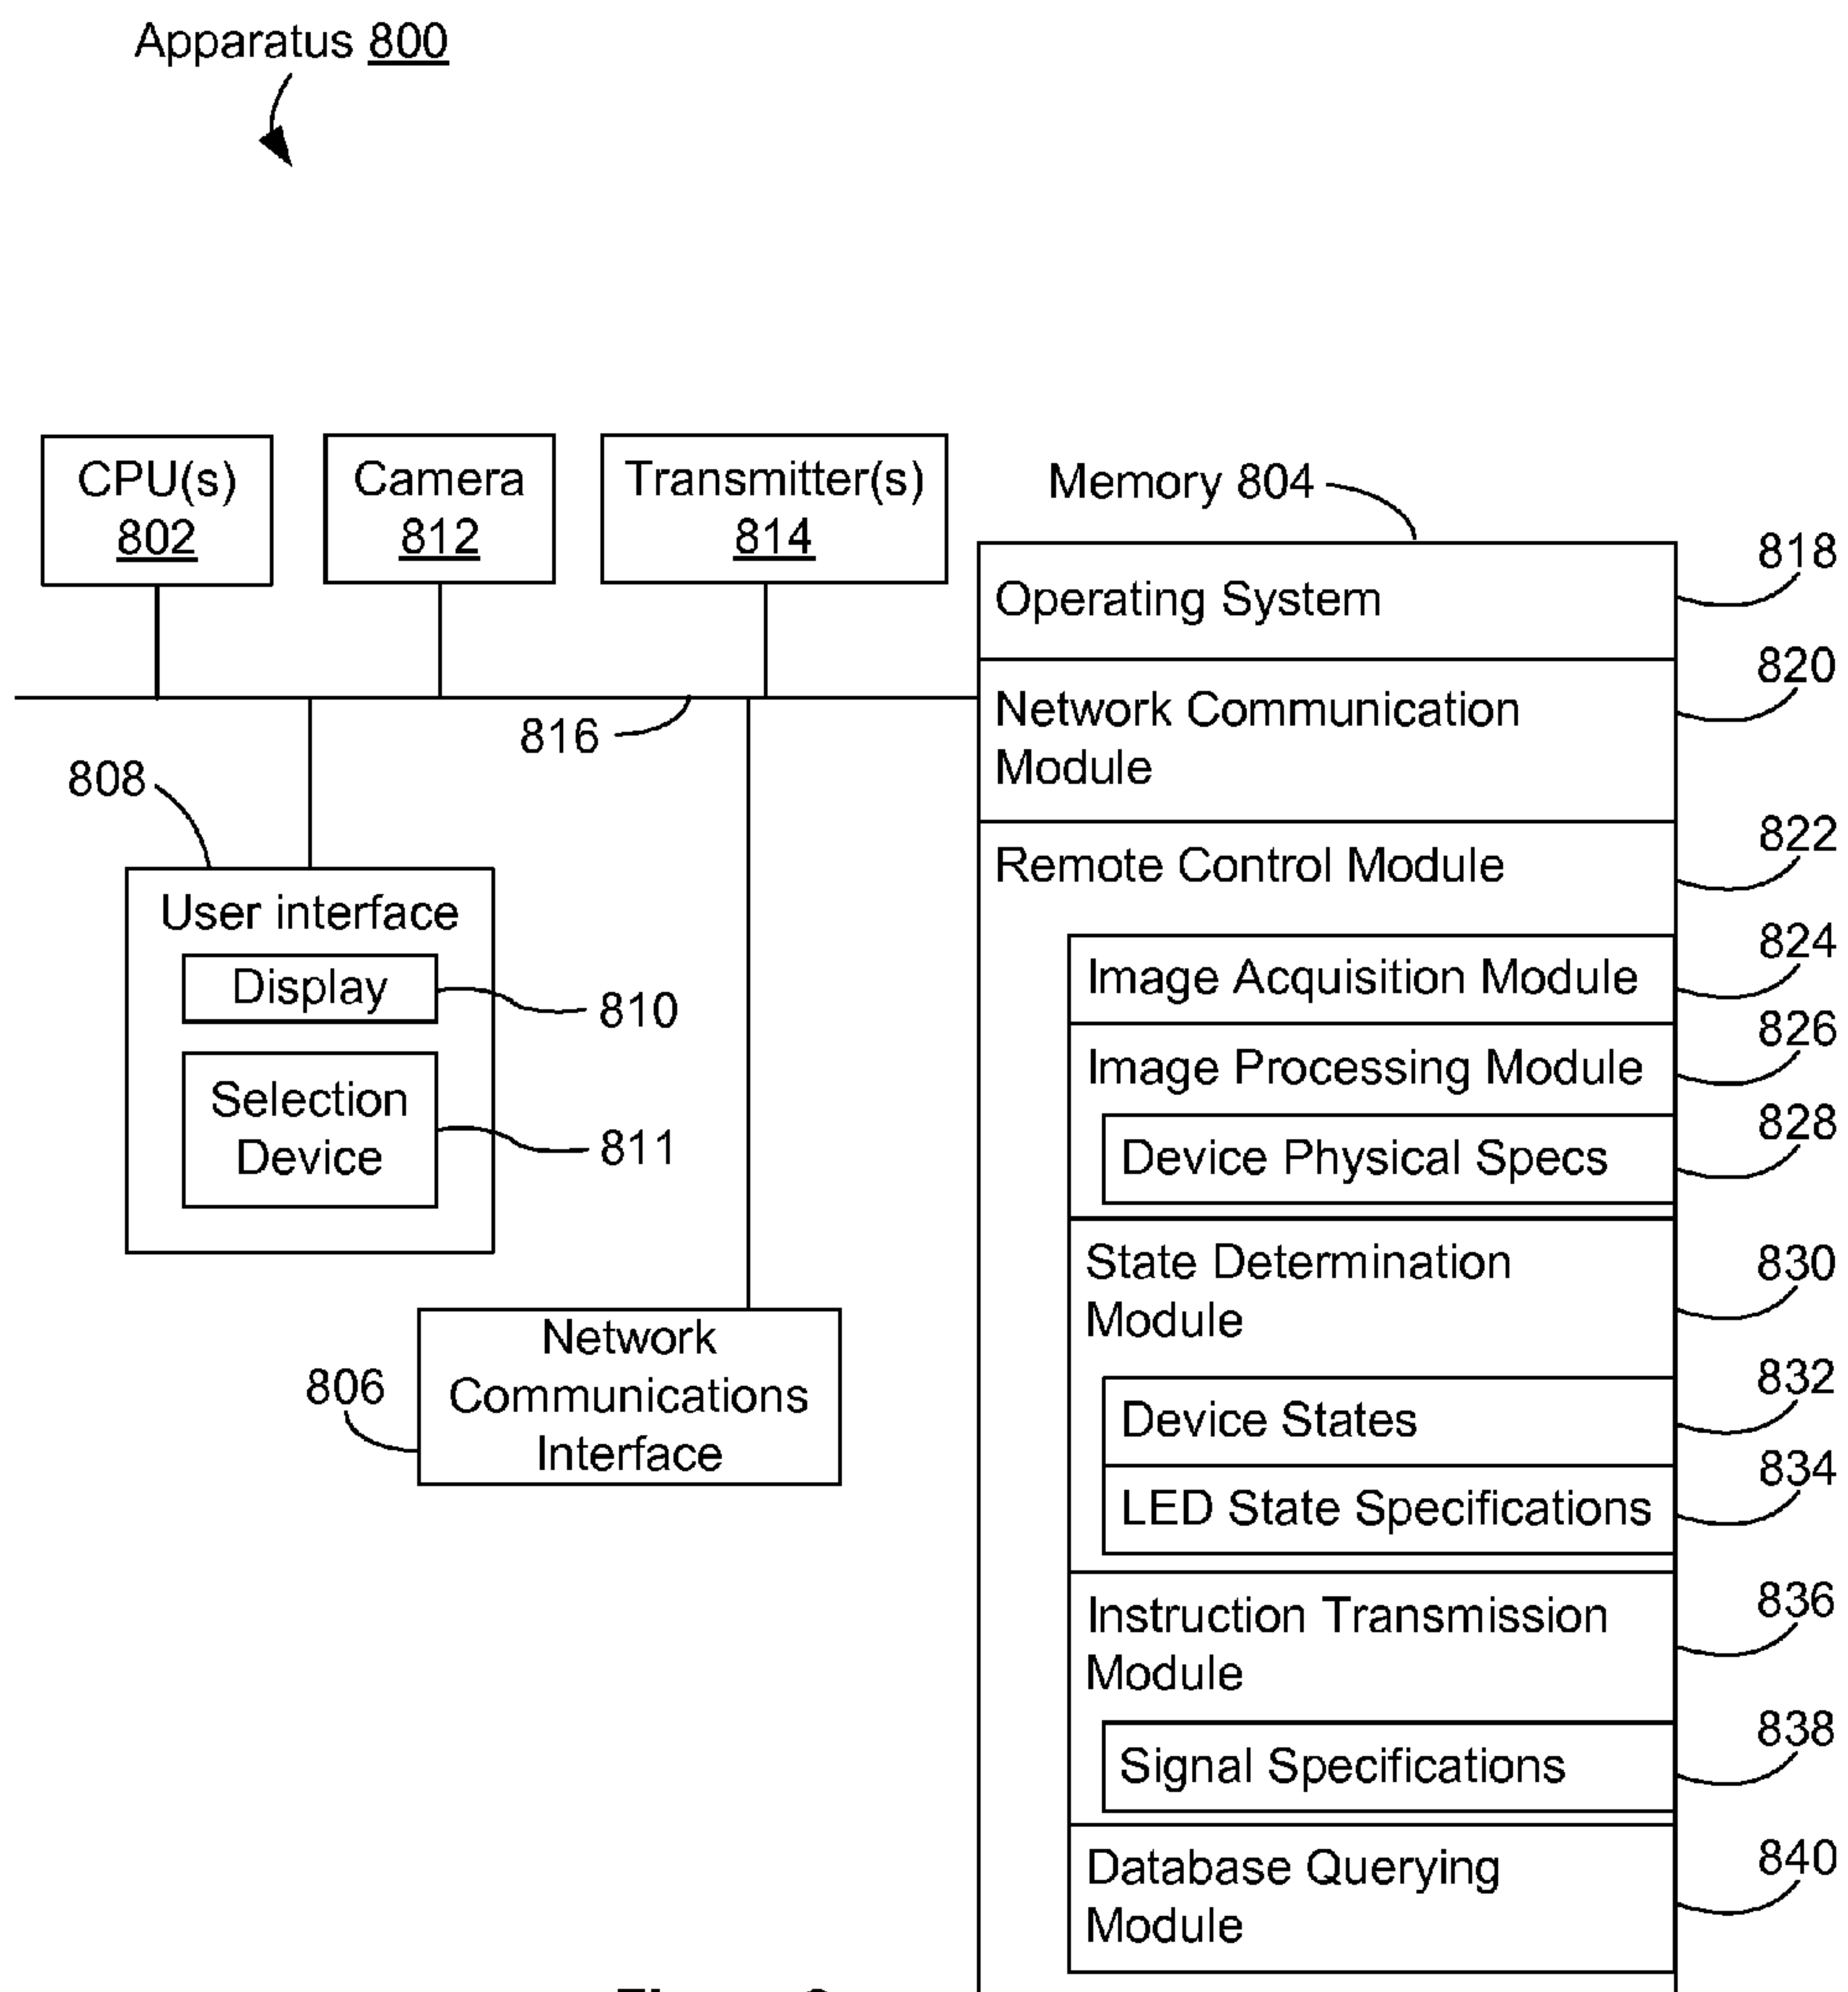 Apparatus 800
CPU(s)
802
Camera
812
Transmitter(s)
814
Memory 804
816
808
User interface
Display
810
Selection
Device
811
Network
Communications
Interface
806
Operating System
818
Network Communication
Module
820
Remote Control Module
822
Image Acquisition Module
824
Image Processing Module
826
Device Physical Specs
828
State Determination
Module
830
Device States
832
LED State Specifications
834
Instruction Transmission
Module
836
Signal Specifications
838
Database Querying
Module
840